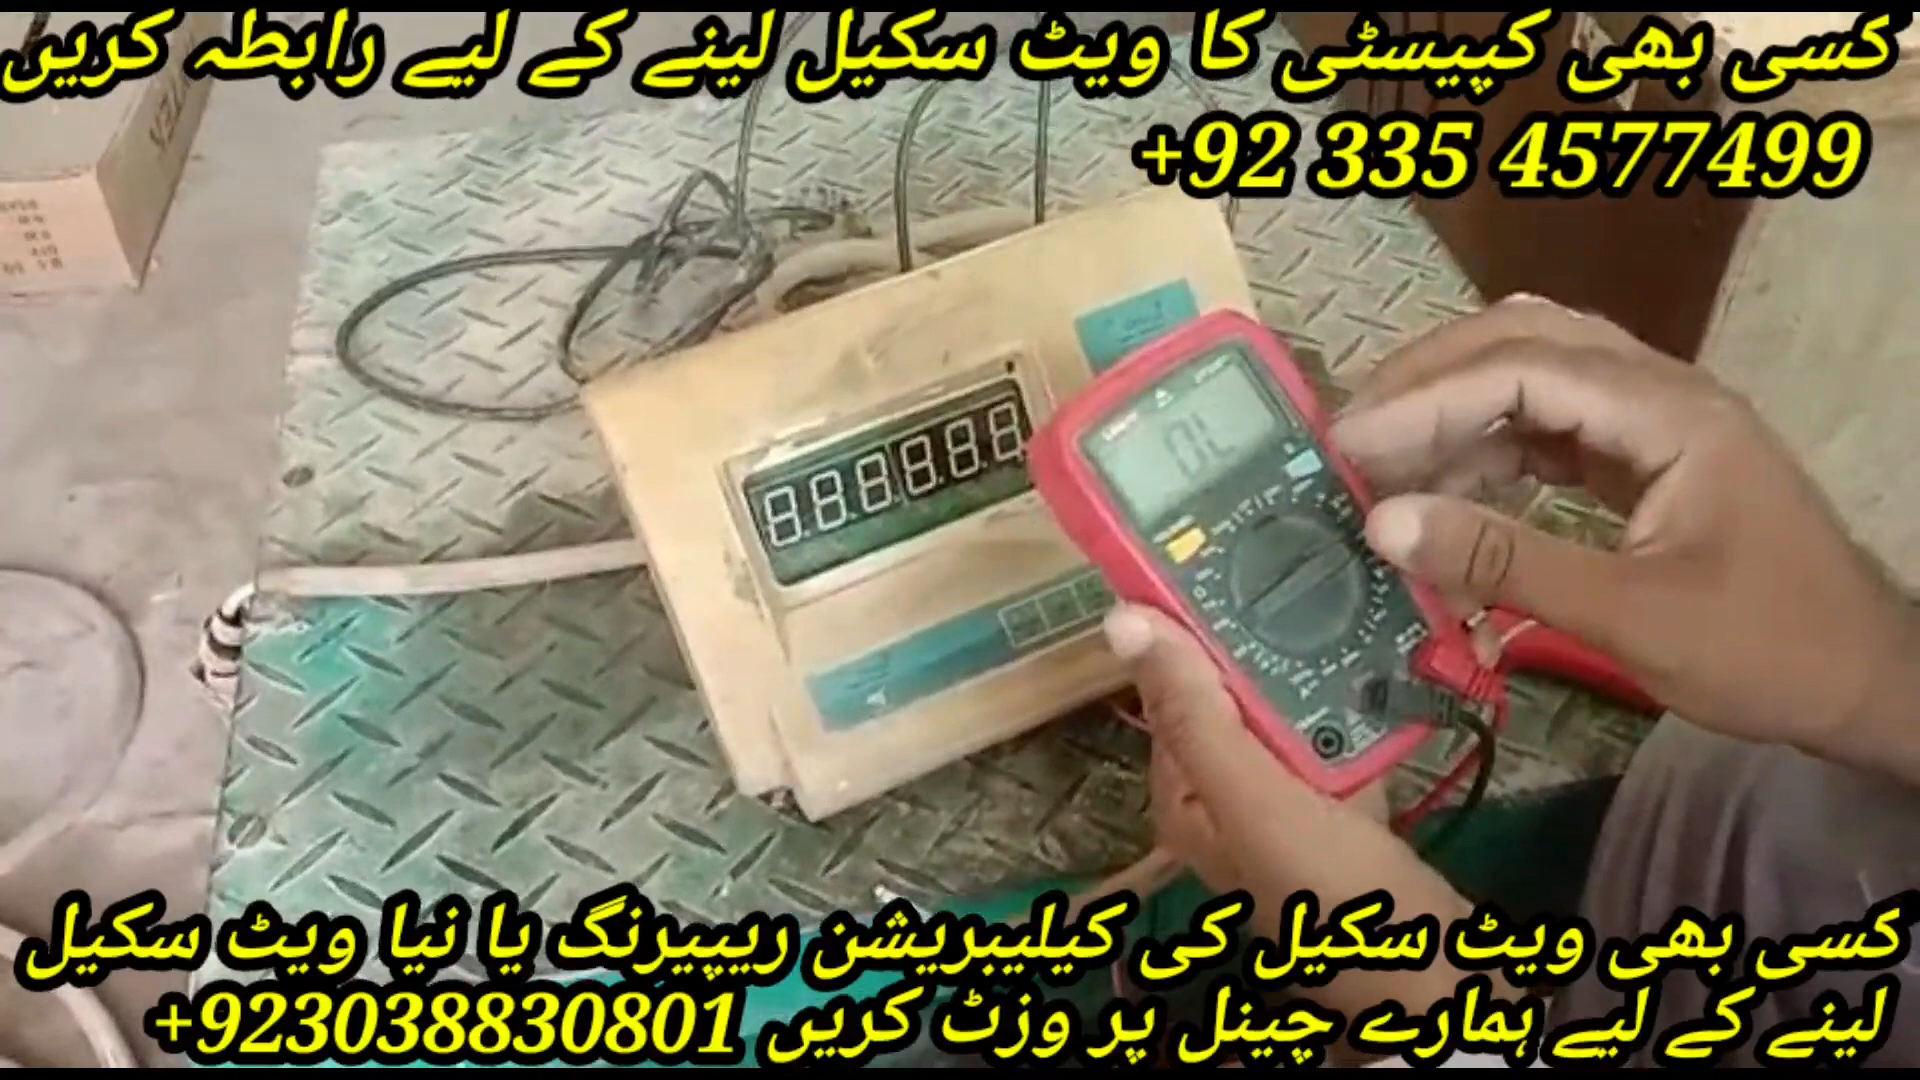 کسی بھی کپیسٹی کا ویٹ سکیل لینے کے لیے رابطہ کریں
+92 335 4577499
OL
کسی بھی ویٹ سکیل کی کیلیبریشن ریپیرنگ یا نیا ویٹ سکیل
لینے کے لیے ہمارے چینل پر وزٹ کریں 923038830801+